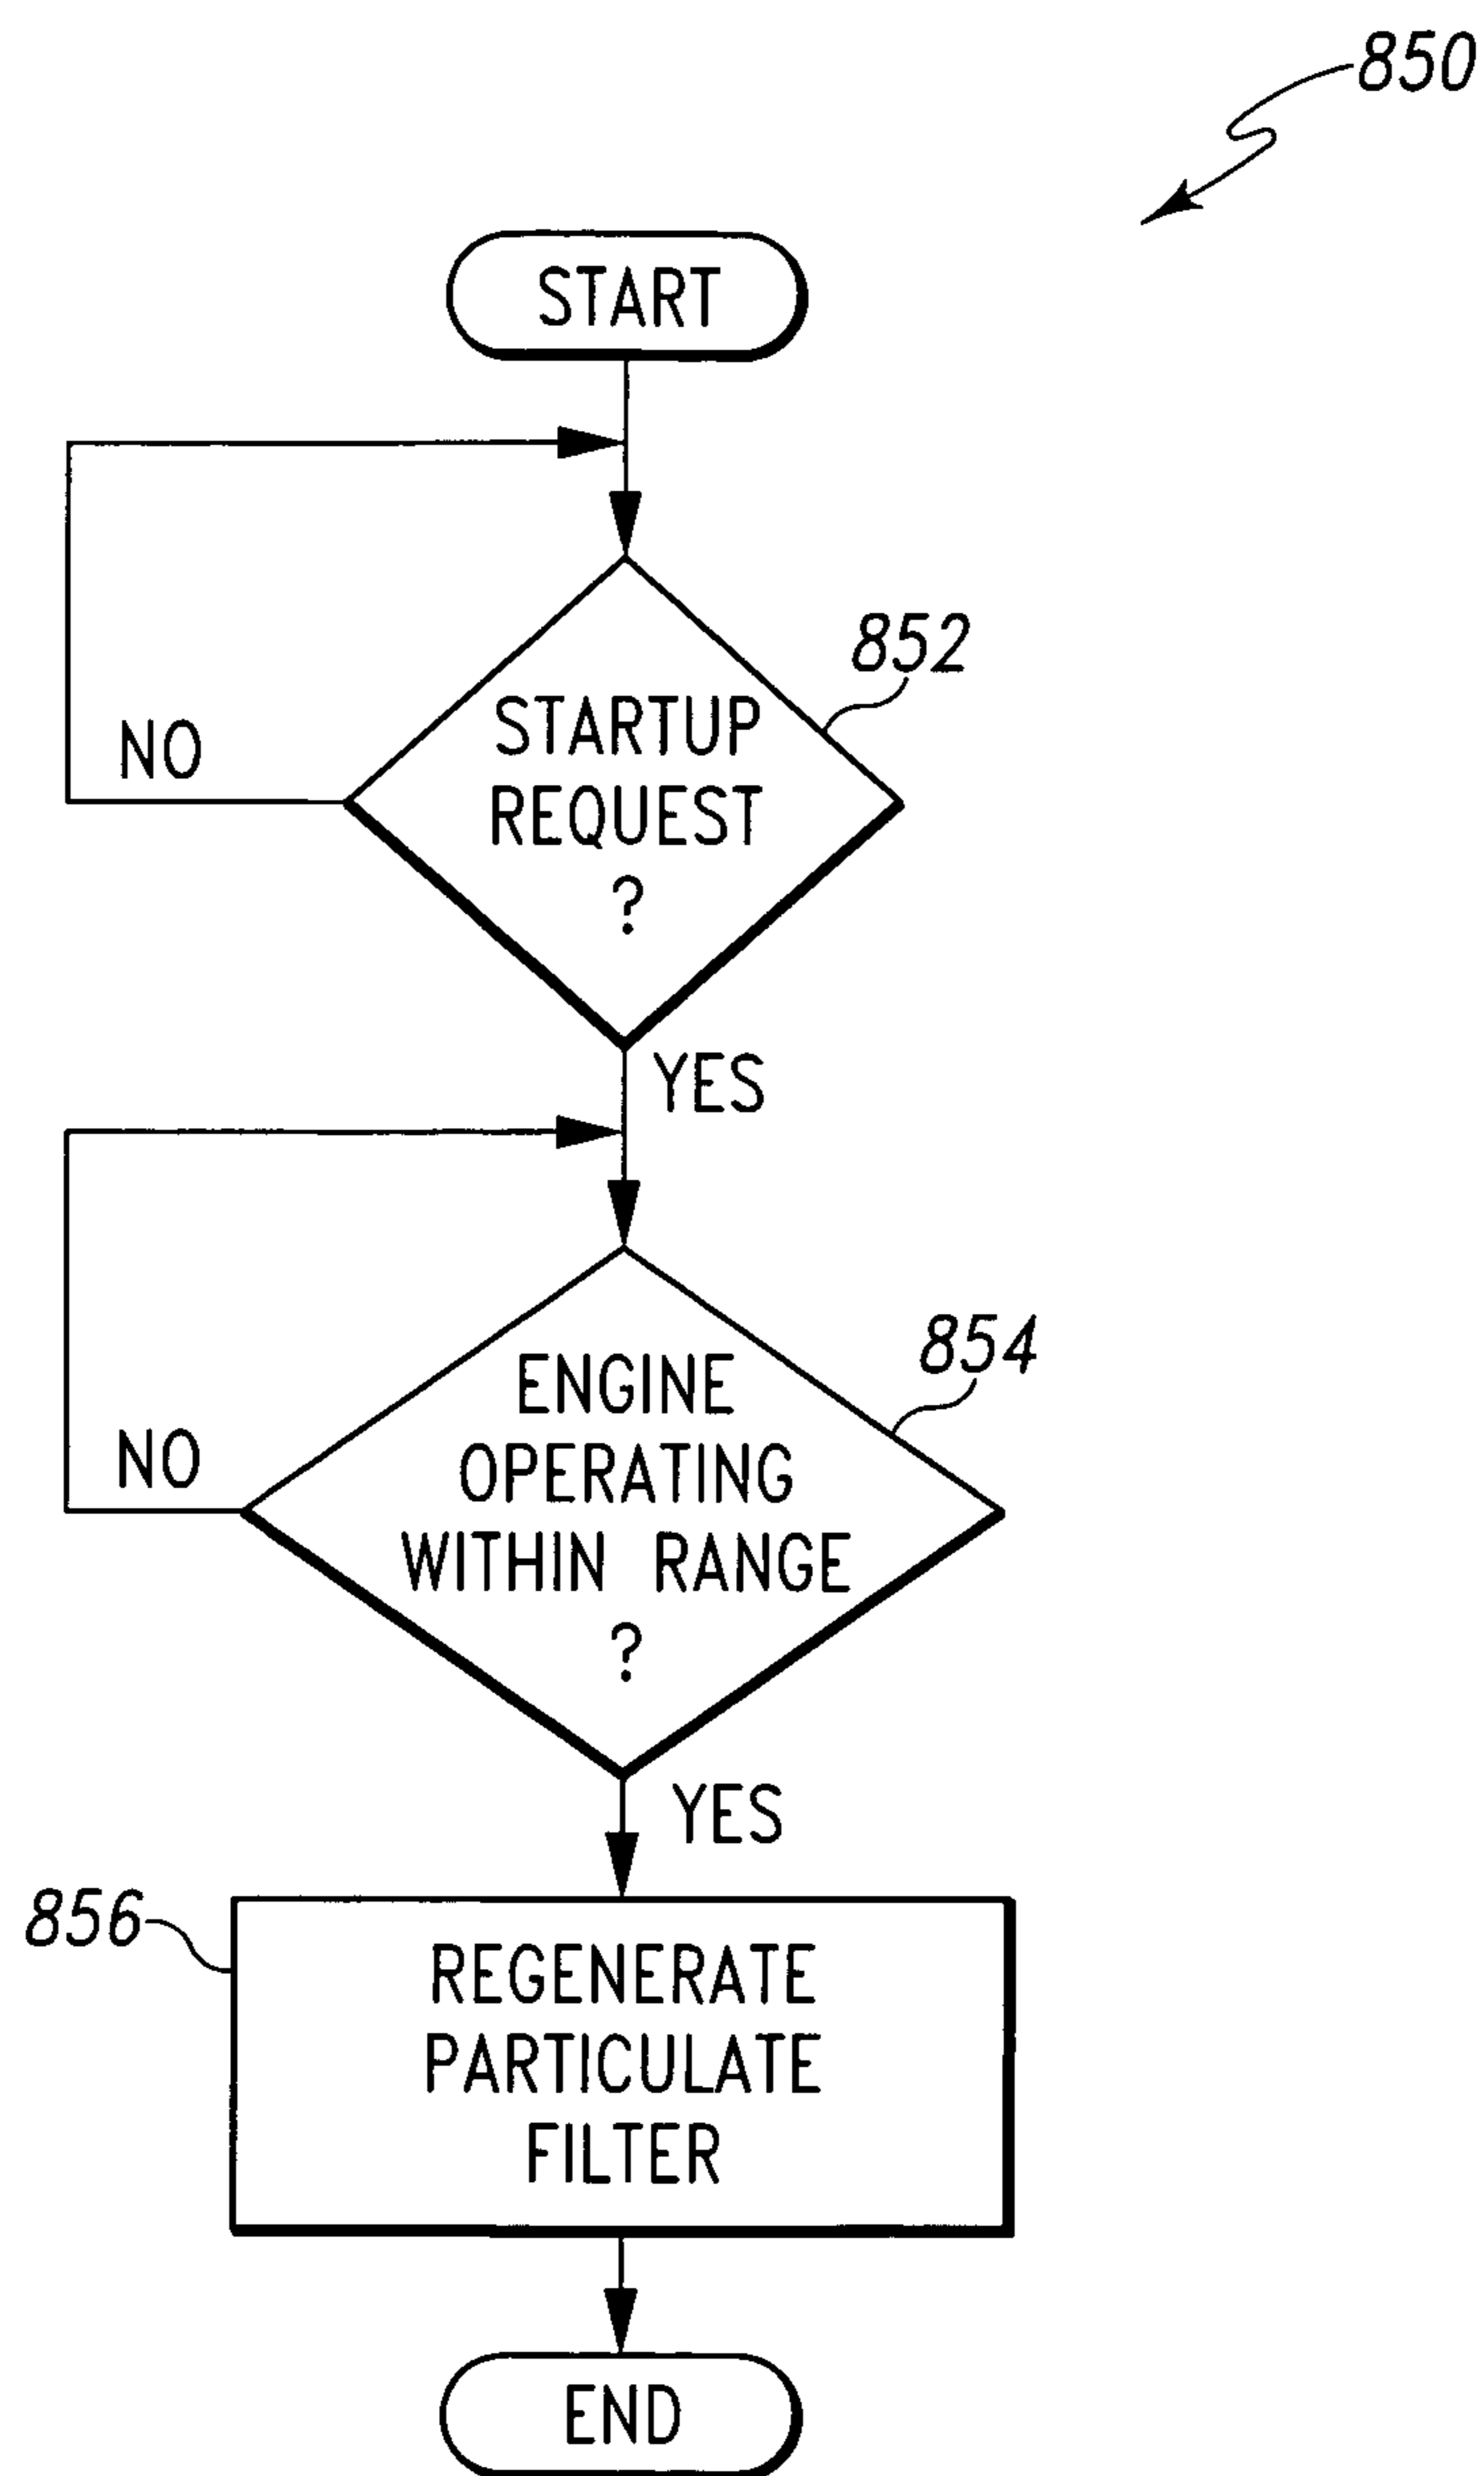 850
START
852
STARTUP
REQUEST
?
NO
YES
854
ENGINE
OPERATING
WITHIN RANGE
?
NO
YES
856
REGENERATE
PARTICULATE
FILTER
END